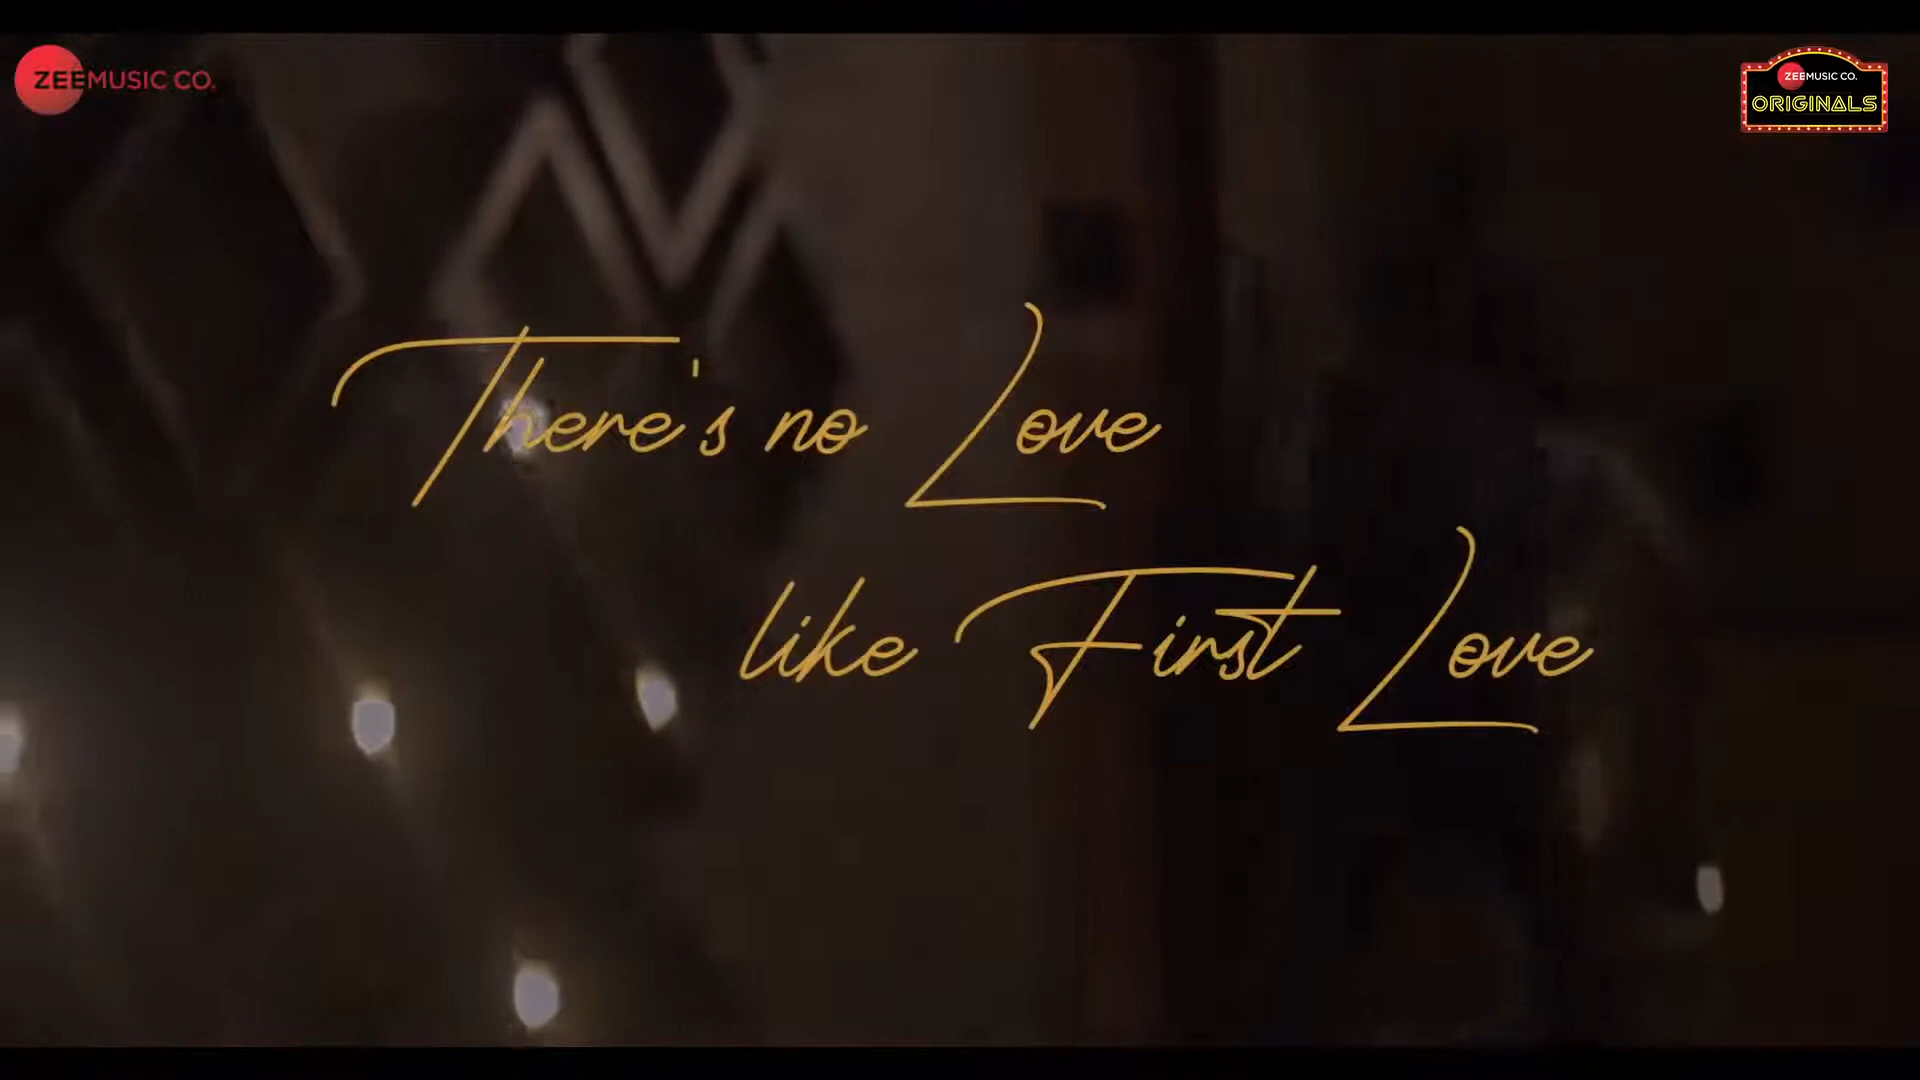 ZEEMUSIC CO.
ZEEMUSIC CO.
ORIGINALS
There's no Love
like First Love